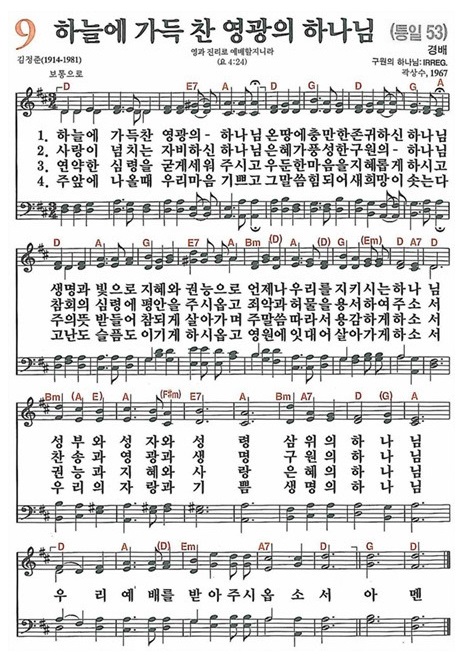 9 하늘에 가득 찬 영광의 하나님 (통일 53)
영과 진리로 예배할지니라
(요 4:24)
경배
김정준(1914-1981)
구원의 하나님: IRREG.
보통으로
곽상수, 1967
D A G E7 A D G A
1. 하늘에 가득찬 영광의- 하나님 온땅에충만한존귀하신 하나님
2. 사랑이 넘치는 자비하신 하나님 은혜가풍성한구원의- 하나님
3. 연약한 심령을 굳게세워 주시고 우둔한마음을지혜롭게 하시고
4. 주앞에 나올때 우리마음 기쁘고 그말씀힘되어새희망이 솟는다
D A G E7 A Bm (D) A D (G) (Em) D A7 D
생명과 빛으로 지혜와 권능으로 언제나우리를 지키시는하나님
참회의 심령에 평안을 주시옵고 죄악과허물을용서하여주소서
주의뜻 받들어 참되게 살아가며 주말씀 따라서용감하게하소서
고난도 슬픔도 이기게 하시옵고 영원에잇대어살아가게하소서
Bm (A E) A (F#m) E7 A Bm A7 D G D
성부와성자와성령 삼위의하나님
찬송과영광과생명 구원의하나님
권능과지혜와사랑 은혜의하나님
우리의자랑과기쁨 생명의하나님
D A D G Em A7 D G D
우리예배를받아주시옵소서아멘